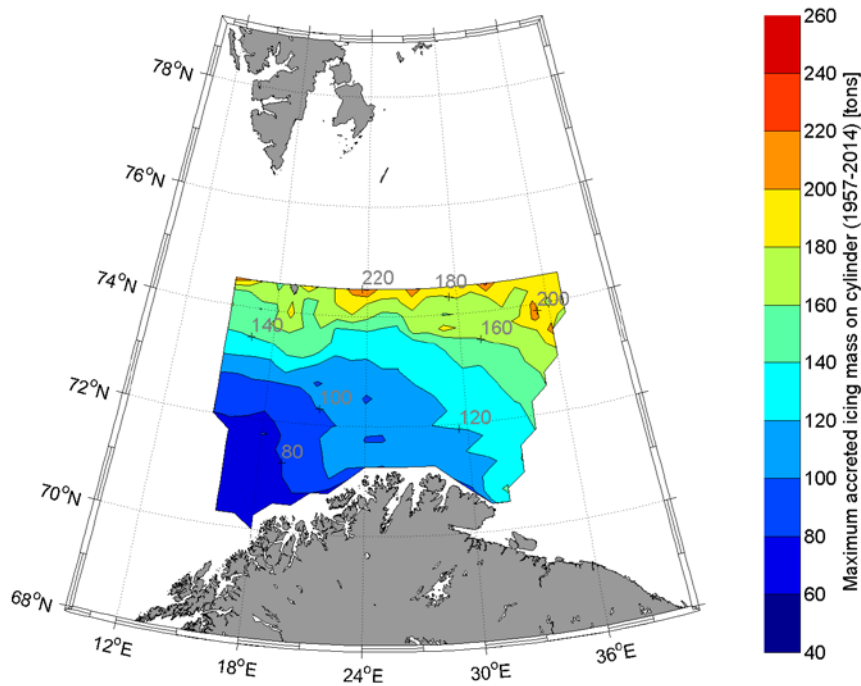 78°N
76°N
74°N
72°N
70°N
68°N
12°E
18°E
24°E
30°E
36°E
220
180
200
140
160
100
120
80
260
240
220
200
180
160
140
120
100
80
60
40
Maximum accreted icing mass on cylinder (1957-2014) [tons]